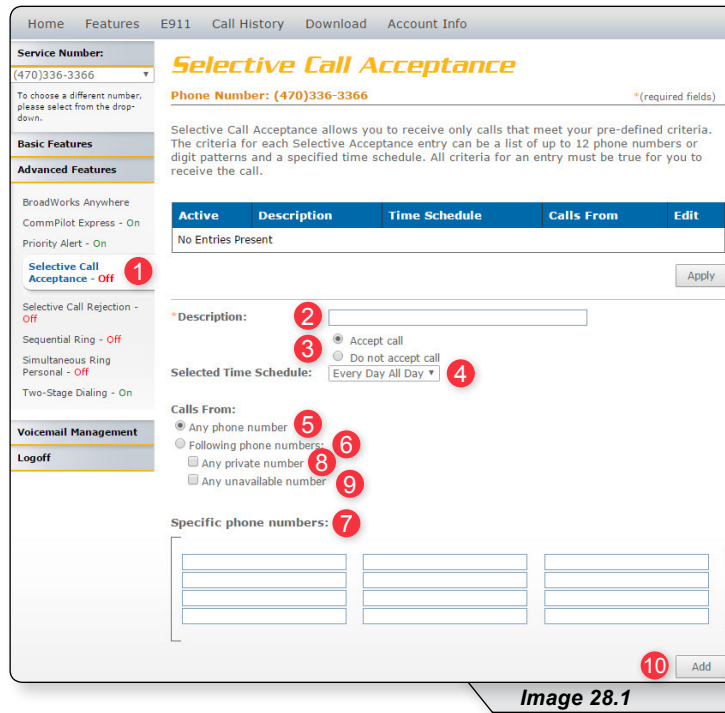 Home Features E911 Call History Download Account Info
Service Number:
(470)336-3366
To choose a different number,
please select from the drop-
down.
Basic Features
Advanced Features
BroadWorks Anywhere
CommPilot Express - On
Priority Alert - On
Selective Call
Acceptance - Off 1
Selective Call Rejection -
Off
Sequential Ring - Off
Simultaneous Ring
Personal - Off
Two-Stage Dialing - On
Voicemail Management
Logoff
Selective Call Acceptance
Phone Number: (470)336-3366 *(required fields)
Selective Call Acceptance allows you to receive only calls that meet your pre-defined criteria.
The criteria for each Selective Acceptance entry can be a list of up to 12 phone numbers or
digit patterns and a specified time schedule. All criteria for an entry must be true for you to
receive the call.
Active Description Time Schedule Calls From Edit
No Entries Present
Apply
*Description: 2
3 Accept call
Do not accept call
Selected Time Schedule: Every Day All Day 4
Calls From:
Any phone number 5
Following phone numbers: 6
Any private number 8
Any unavailable number 9
Specific phone numbers: 7
10 Add
Image 28.1